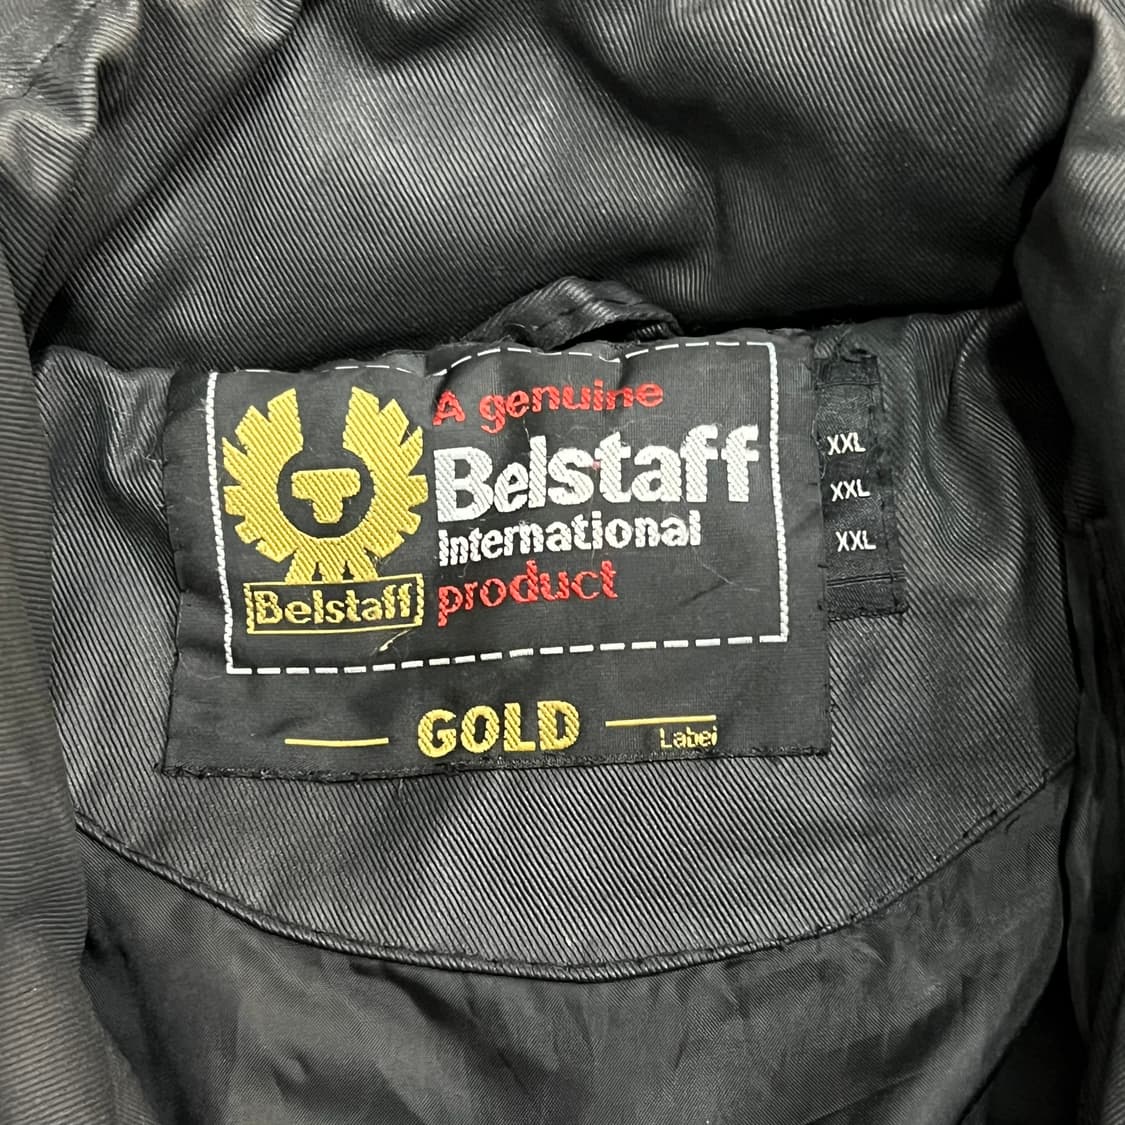 A genuine
Belstaff
international
product
Belstaff
GOLD
Label
XXL
XXL
XXL